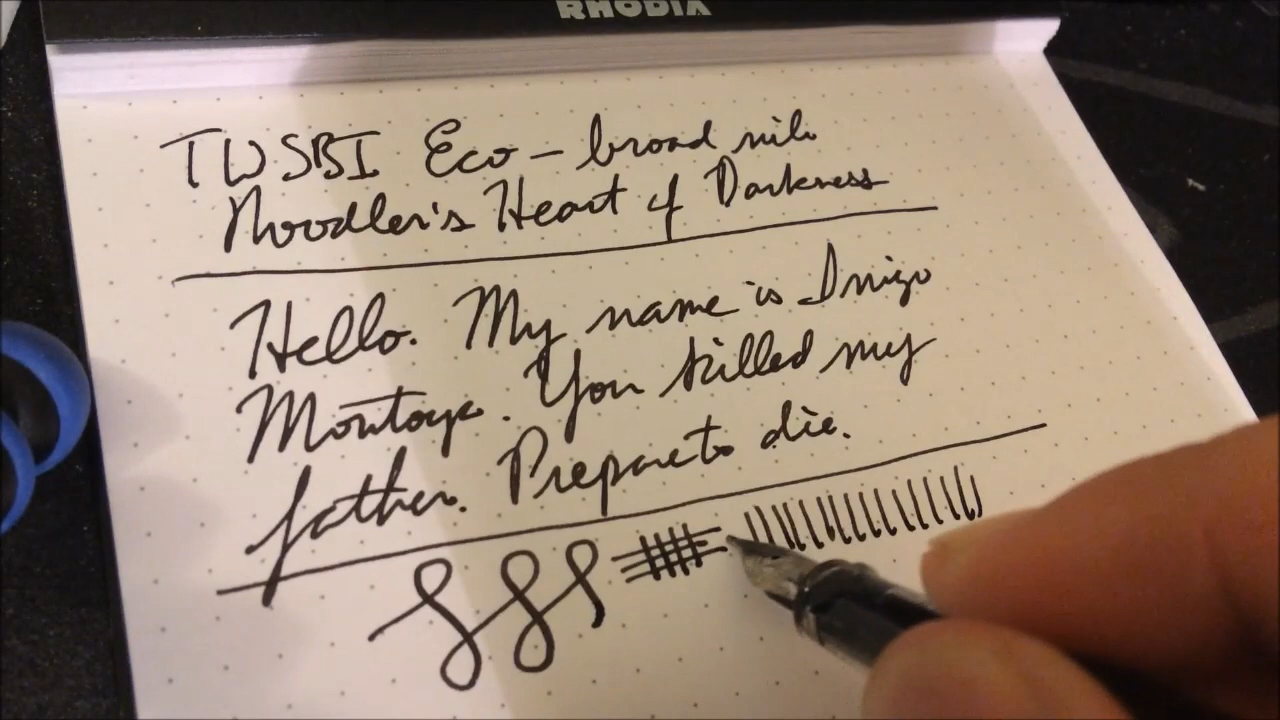 RHODIA
TWSBI Eco – broad nib
Noodler's Heart of Darkness
Hello. My name is Inigo
Montoya. You killed my
father. Prepare to die.